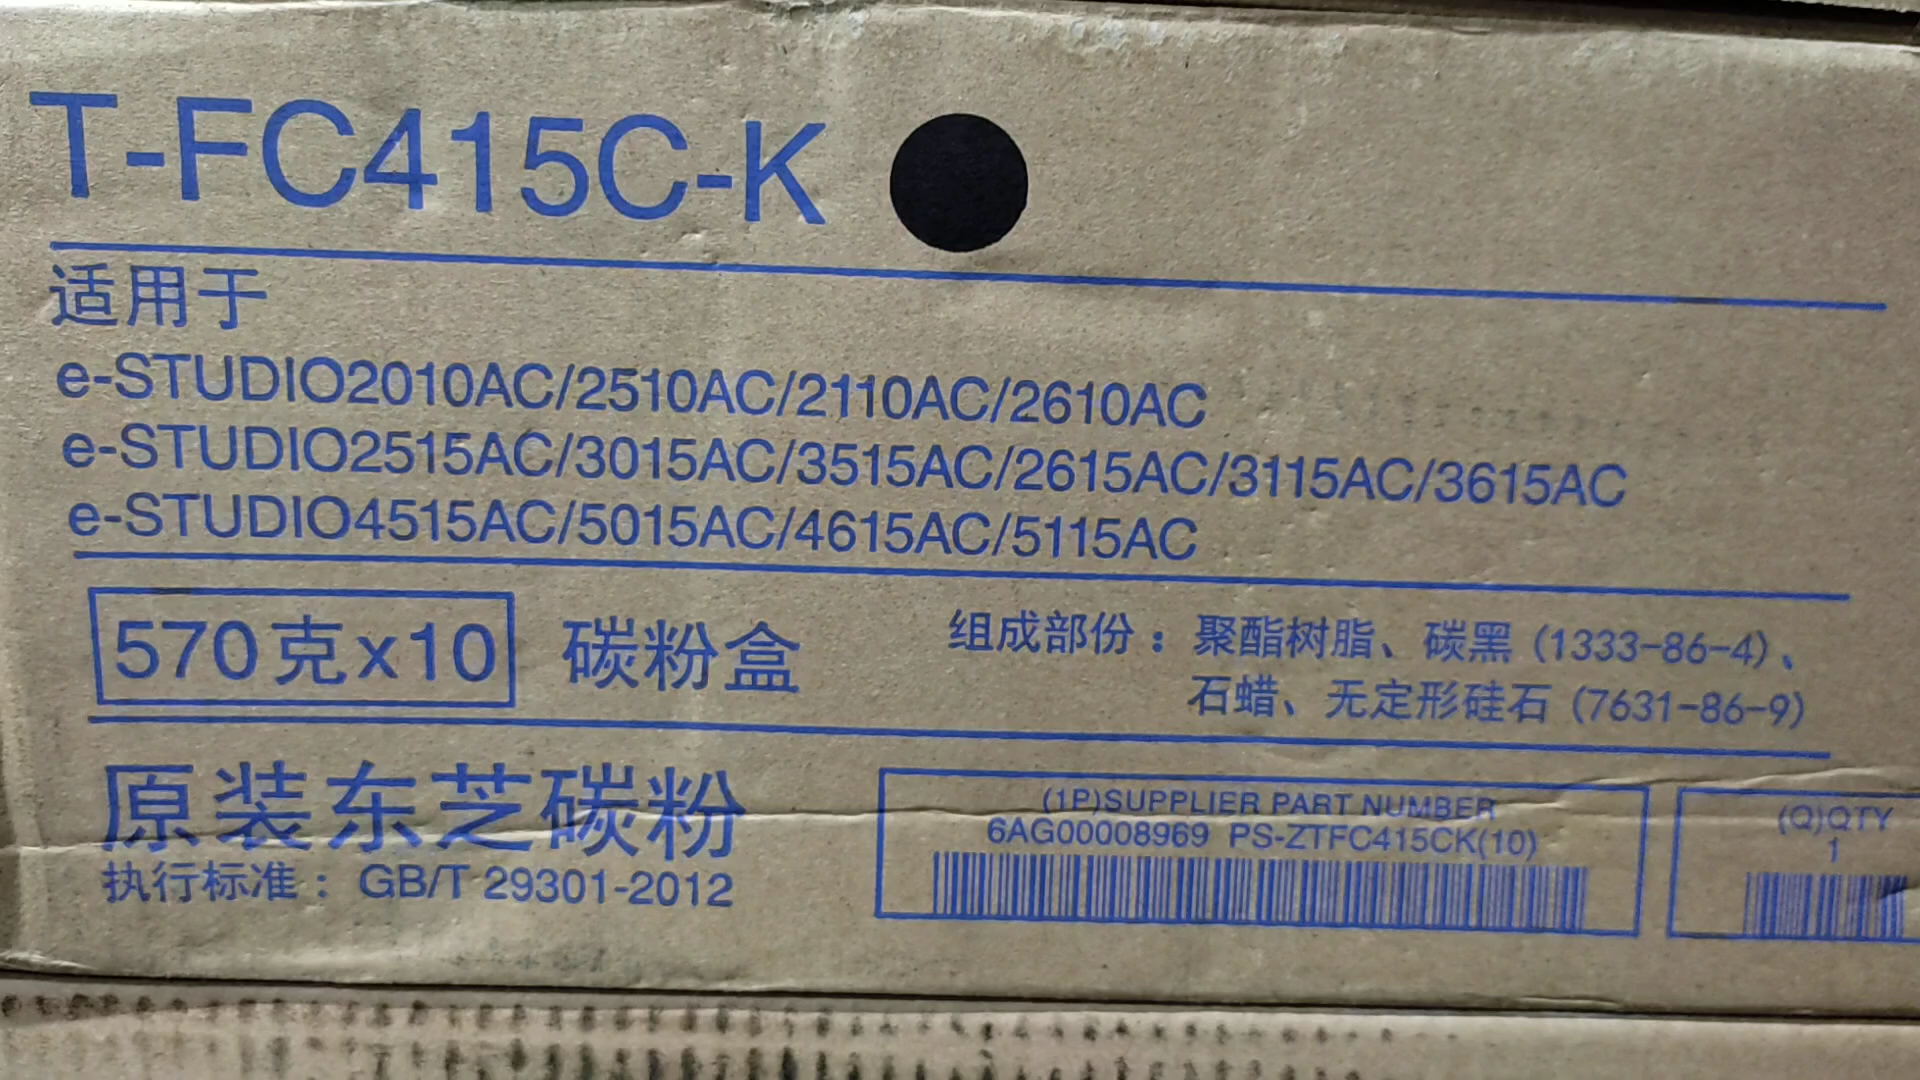 T-FC415C-K
适用于
e-STUDIO2010AC/2510AC/2110AC/2610AC
e-STUDIO2515AC/3015AC/3515AC/2615AC/3115AC/3615AC
e-STUDIO4515AC/5015AC/4615AC/5115AC
570克x10 碳粉盒
组成部份：聚酯树脂、碳黑 (1333-86-4)、
石蜡、无定形硅石 (7631-86-9)
原装东芝碳粉
执行标准：GB/T 29301-2012
(1P)SUPPLIER PART NUMBER
6AG00008969 PS-ZTFC415CK(10)
(Q)QTY
1